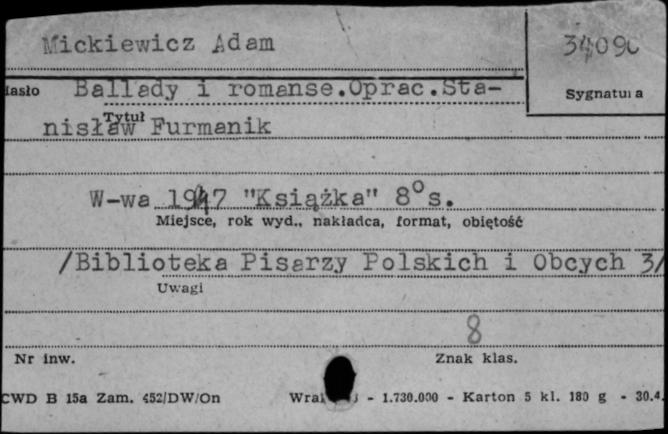 Mickiewicz Adam 34090
Hasło Ballady i romanse.Oprac.Sta- Sygnatura
Tytuł
nisław Furmanik
W-wa 1947 "Książka" 8°s.
Miejsce, rok wyd., nakładca, format, objętość
/Biblioteka Pisarzy Polskich i Obcych 3/
Uwagi
8
Nr inw. Znak klas.
CWD B 15a Zam. 452/DW/On - 1.730.000 - Karton 5 kl. 180 g - 30.4.